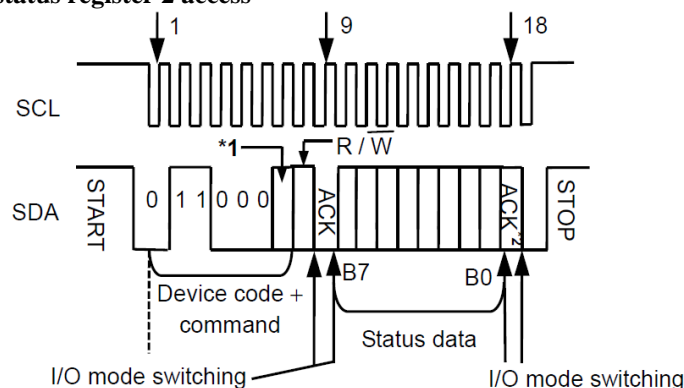 status register 2 access
1 9 18
SCL
*1 R / W
SDA START 0 1 1 0 0 0 ACK ACK*2 STOP
B7 B0
Device code +
command
Status data
I/O mode switching I/O mode switching